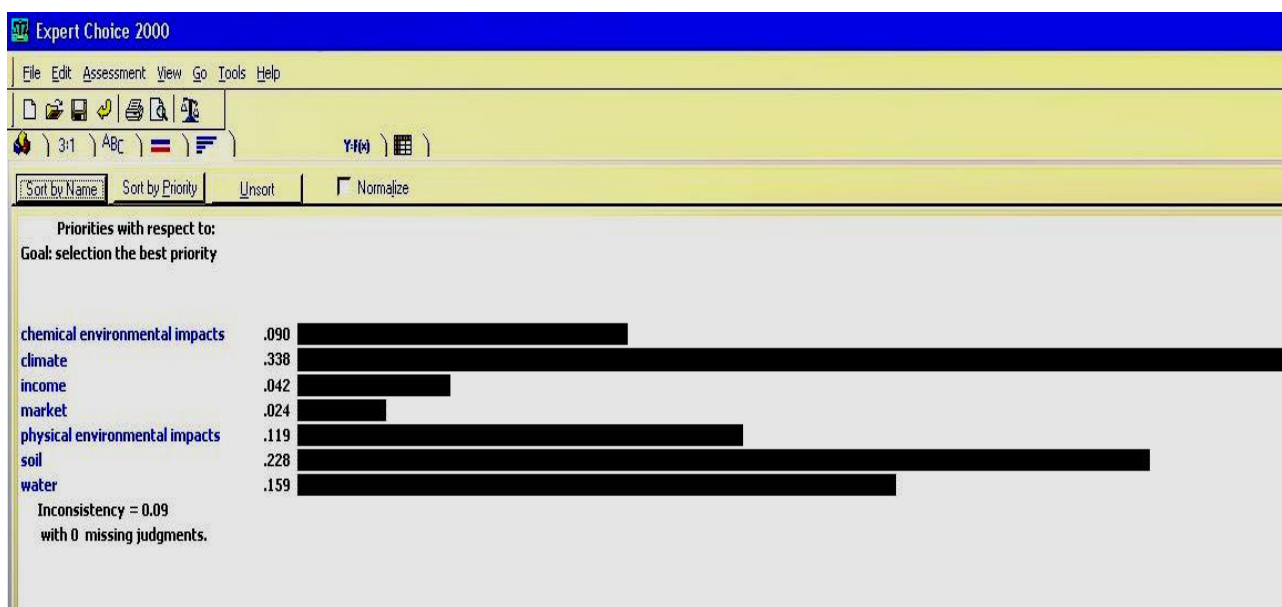 Expert Choice 2000
File Edit Assessment View Go Tools Help
3:1 ABC Y=f(x)
Sort by Name Sort by Priority Unsort Normalize
Priorities with respect to:
Goal: selection the best priority
chemical environmental impacts .090
climate .338
income .042
market .024
physical environmental impacts .119
soil .228
water .159
Inconsistency = 0.09
with 0 missing judgments.